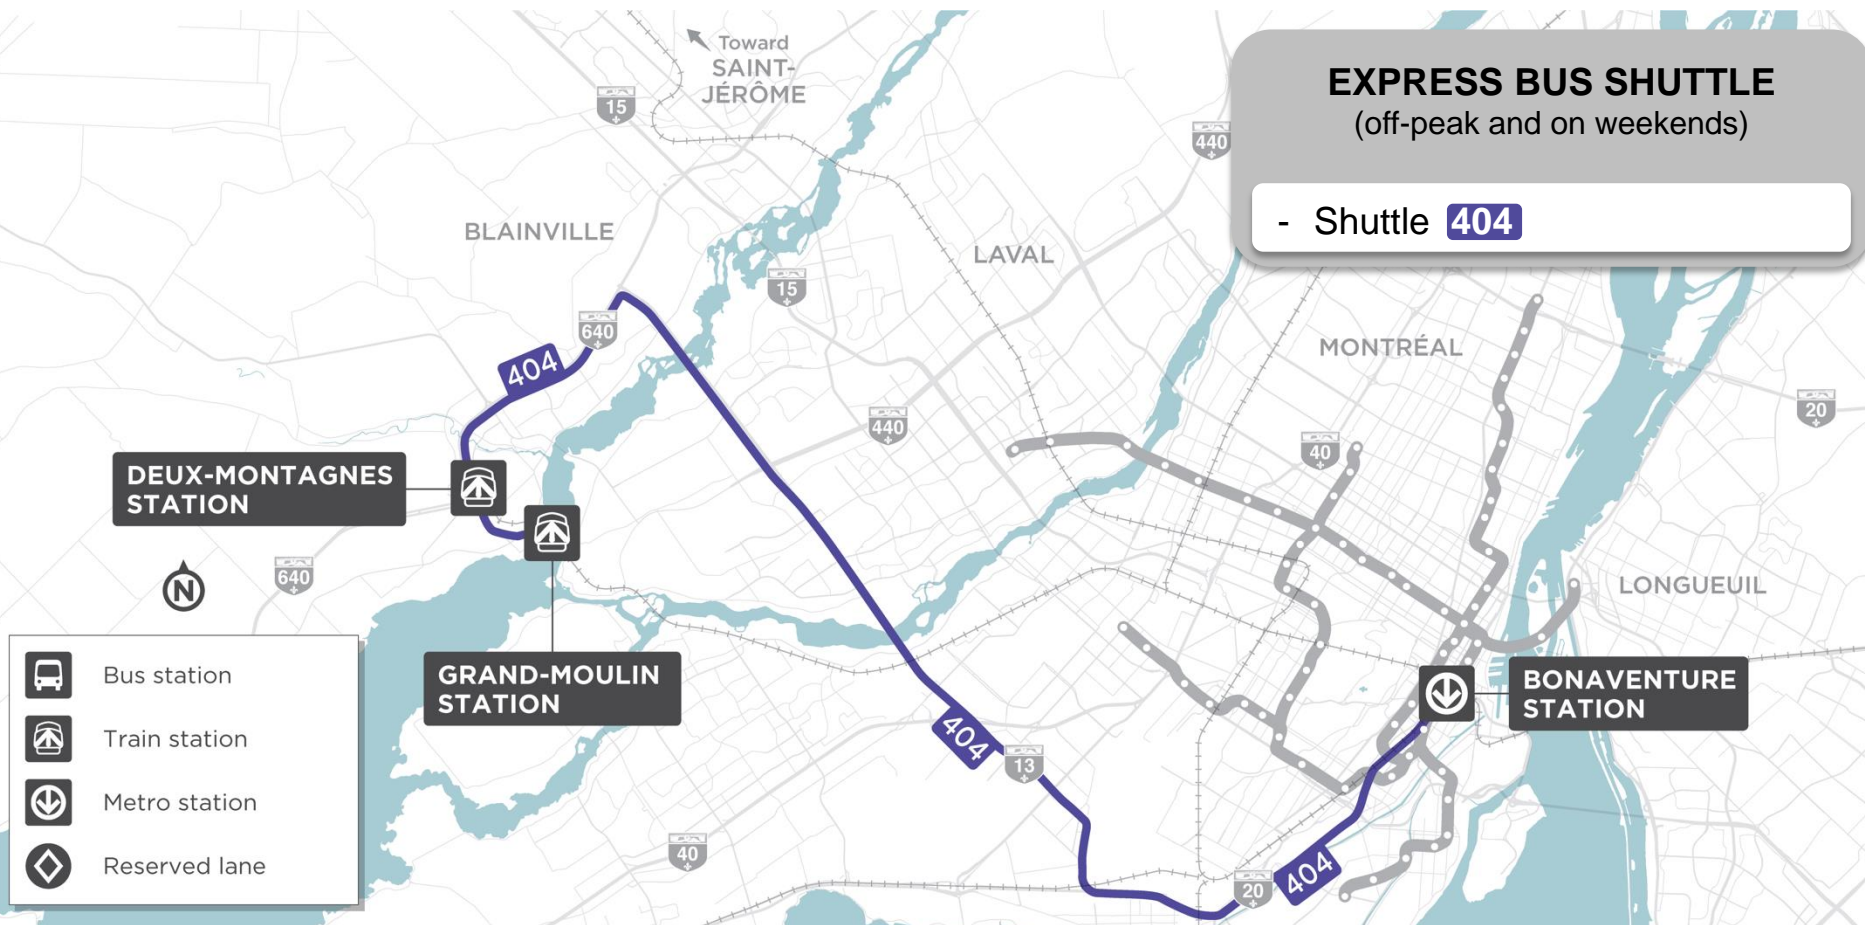 Toward
SAINT-
JÉRÔME
15
440
EXPRESS BUS SHUTTLE
(off-peak and on weekends)
- Shuttle 404
BLAINVILLE
LAVAL
15
640
404
MONTRÉAL
440
20
40
DEUX-MONTAGNES
STATION
N
640
LONGUEUIL
GRAND-MOULIN
STATION
BONAVENTURE
STATION
404
13
Bus station
Train station
Metro station
Reserved lane
40
20
404